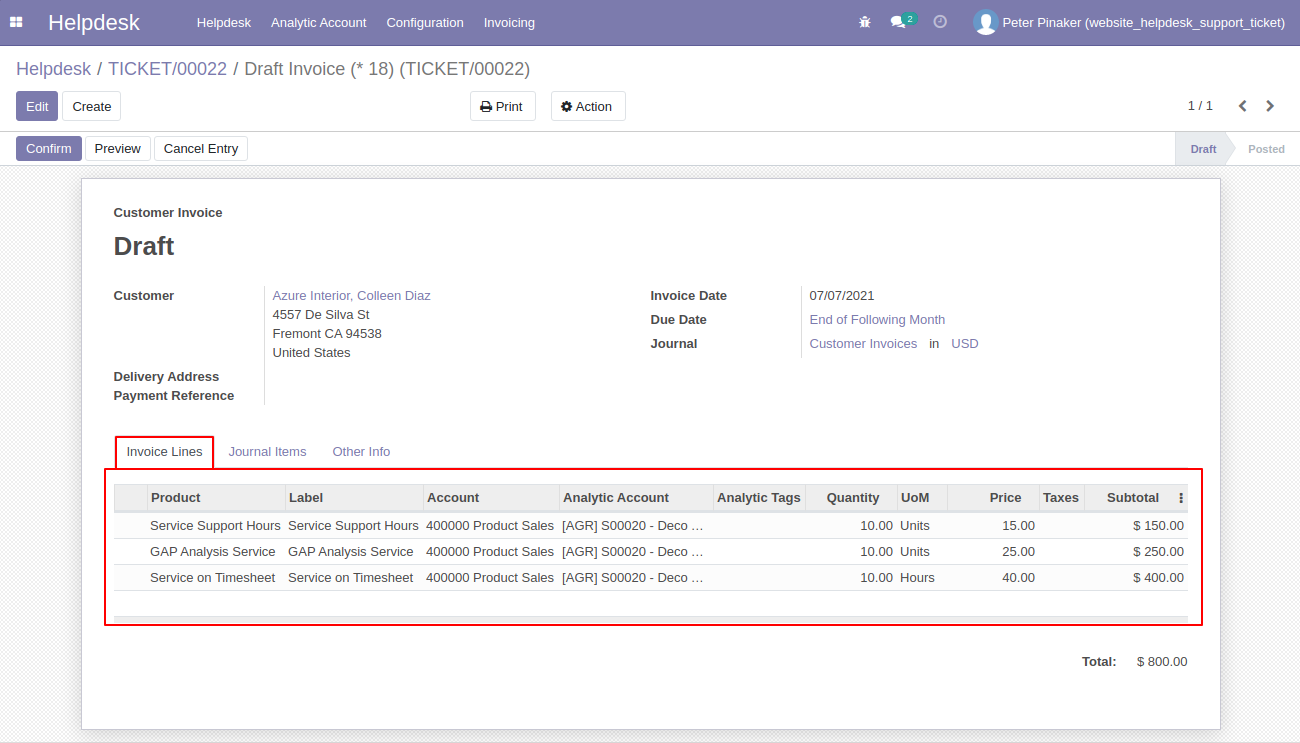 Helpdesk Helpdesk Analytic Account Configuration Invoicing 2 Peter Pinaker (website_helpdesk_support_ticket)
Helpdesk / TICKET/00022 / Draft Invoice (* 18) (TICKET/00022)
Edit Create Print Action 1 / 1
Confirm Preview Cancel Entry Draft Posted
Customer Invoice
Draft
Customer Azure Interior, Colleen Diaz Invoice Date 07/07/2021
4557 De Silva St
Due Date End of Following Month
Fremont CA 94538
Journal Customer Invoices in USD
United States
Delivery Address
Payment Reference
Invoice Lines Journal Items Other Info
Product Label Account Analytic Account Analytic Tags Quantity UoM Price Taxes Subtotal
Service Support Hours Service Support Hours 400000 Product Sales [AGR] S00020 - Deco ... 10.00 Units 15.00 $ 150.00
GAP Analysis Service GAP Analysis Service 400000 Product Sales [AGR] S00020 - Deco ... 10.00 Units 25.00 $ 250.00
Service on Timesheet Service on Timesheet 400000 Product Sales [AGR] S00020 - Deco ... 10.00 Hours 40.00 $ 400.00
Total: $ 800.00